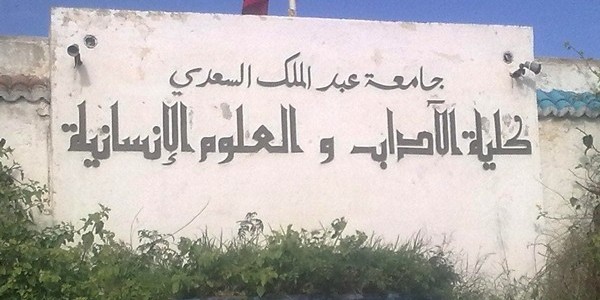 جامعة عبد الملك السعدي
كلية الآداب و العلوم الإنسانية